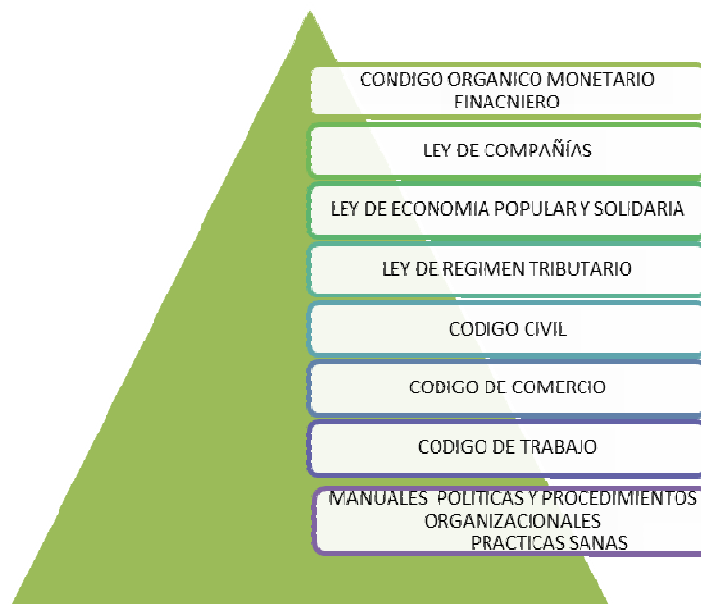 CONDIGO ORGANICO MONETARIO
FINACNIERO
LEY DE COMPAÑÍAS
LEY DE ECONOMIA POPULAR Y SOLIDARIA
LEY DE REGIMEN TRIBUTARIO
CODIGO CIVIL
CODIGO DE COMERCIO
CODIGO DE TRABAJO
MANUALES POLITICAS Y PROCEDIMIENTOS
ORGANIZACIONALES
PRACTICAS SANAS